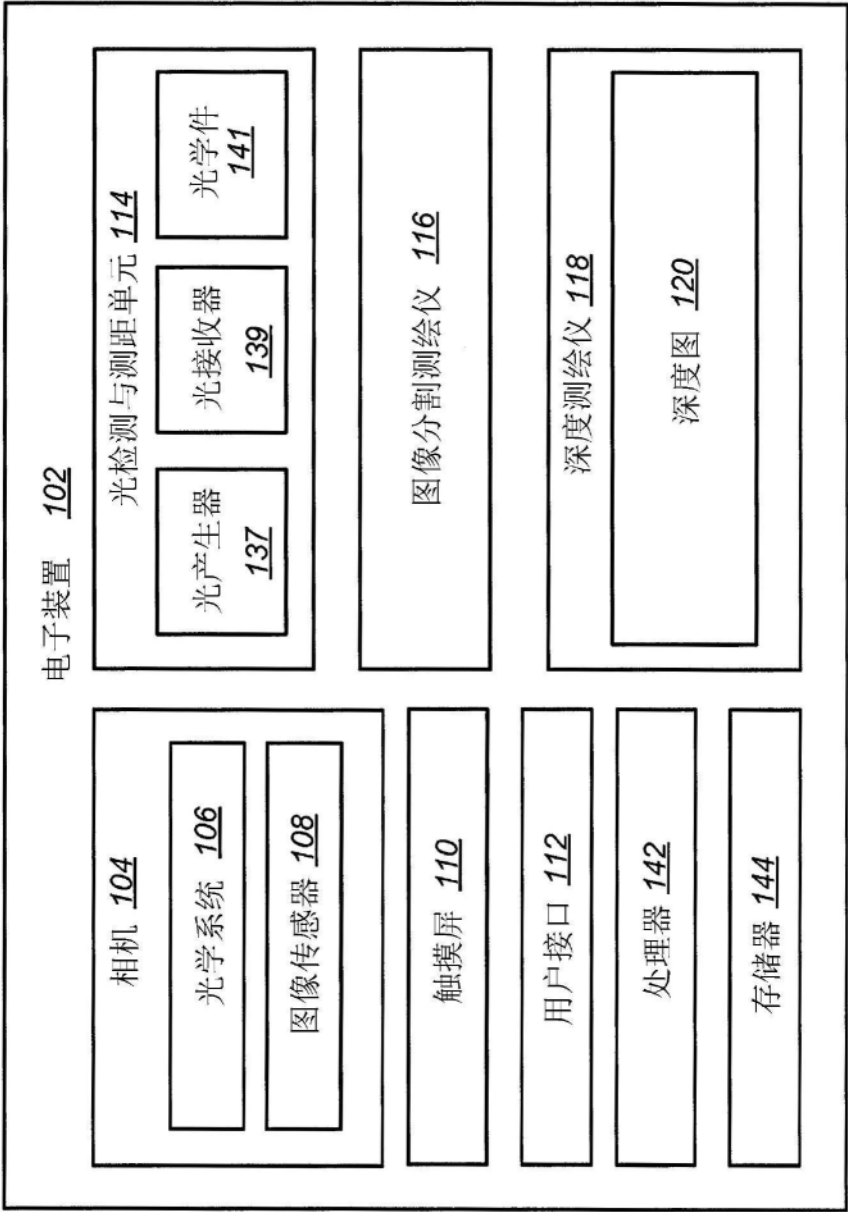 电子装置 102
相机 104
光学系统 106
图像传感器 108
触摸屏 110
用户接口 112
处理器 142
存储器 144
光检测与测距单元 114
光产生器
137
光接收器
139
光学件
141
图像分割测绘仪 116
深度测绘仪 118
深度图 120